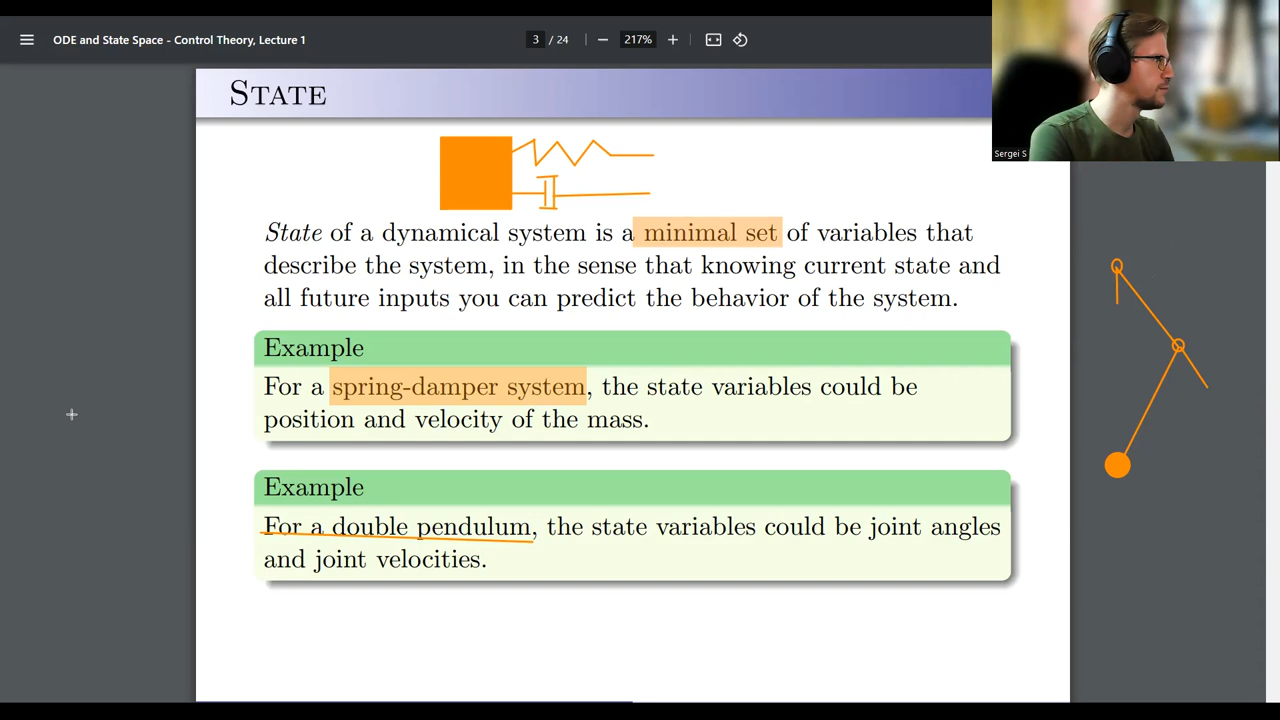 ODE and State Space - Control Theory, Lecture 1
3 / 24
217%
Sergei S
STATE
State of a dynamical system is a minimal set of variables that
describe the system, in the sense that knowing current state and
all future inputs you can predict the behavior of the system.
Example
For a spring-damper system, the state variables could be
position and velocity of the mass.
Example
For a double pendulum, the state variables could be joint angles
and joint velocities.